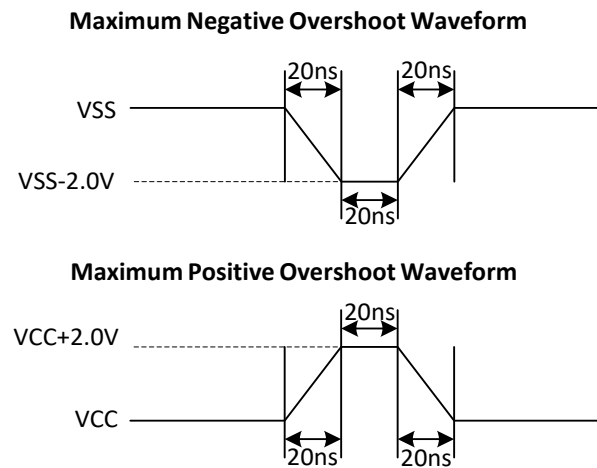 Maximum Negative Overshoot Waveform
20ns 20ns
VSS
VSS-2.0V
20ns
Maximum Positive Overshoot Waveform
20ns
VCC+2.0V
VCC
20ns 20ns